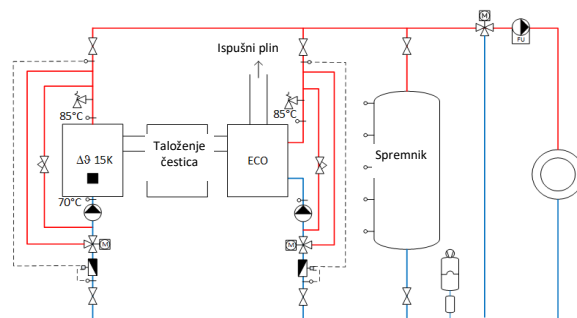 M
FU
Ispušni plin
85°C
85°C
Δϑ 15K
Taloženje
čestica
ECO
Spremnik
70°C
M
M